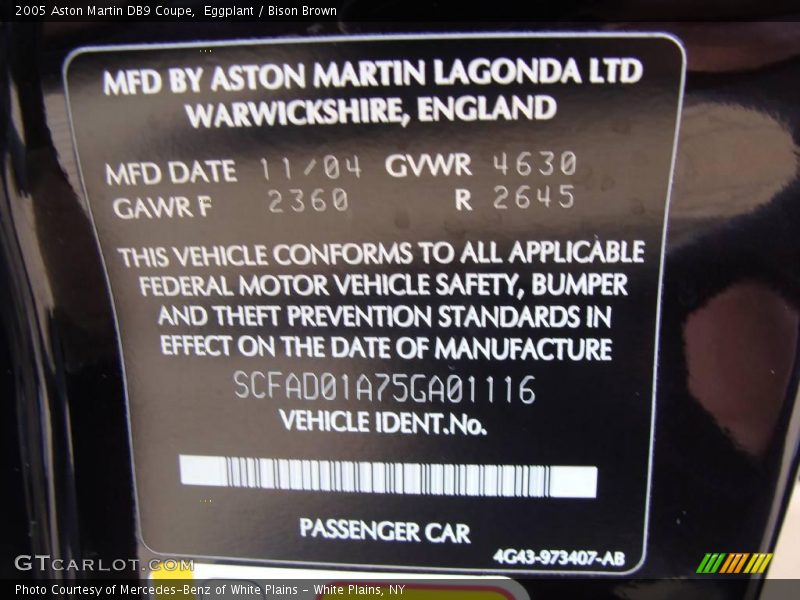 2005 Aston Martin DB9 Coupe,  Eggplant / Bison Brown
MFD BY ASTON MARTIN LAGONDA LTD
WARWICKSHIRE, ENGLAND
MFD DATE 11/04 GVWR 4630
GAWR F 2360 R 2645
THIS VEHICLE CONFORMS TO ALL APPLICABLE
FEDERAL MOTOR VEHICLE SAFETY, BUMPER
AND THEFT PREVENTION STANDARDS IN
EFFECT ON THE DATE OF MANUFACTURE
SCFAD01A75GA01116
VEHICLE IDENT.No.
PASSENGER CAR
4G43-973407-AB
GTCARLOT.COM
Photo Courtesy of Mercedes-Benz of White Plains - White Plains, NY